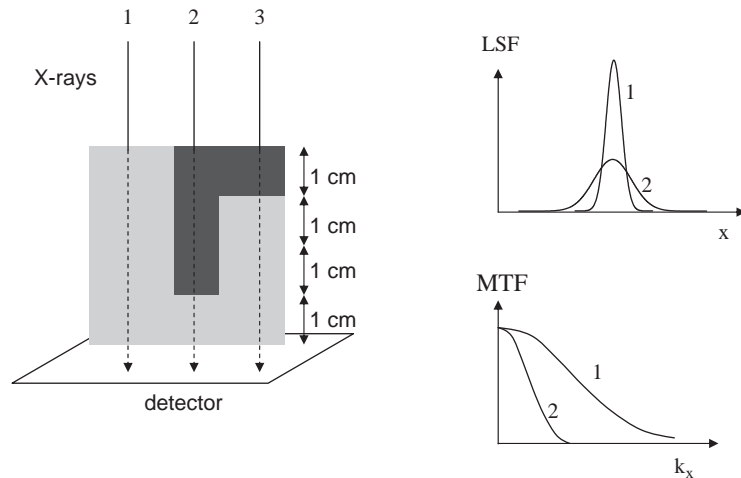 1 2 3
X-rays
1 cm
1 cm
1 cm
1 cm
detector
LSF
1
2
x
MTF
1
2
kx